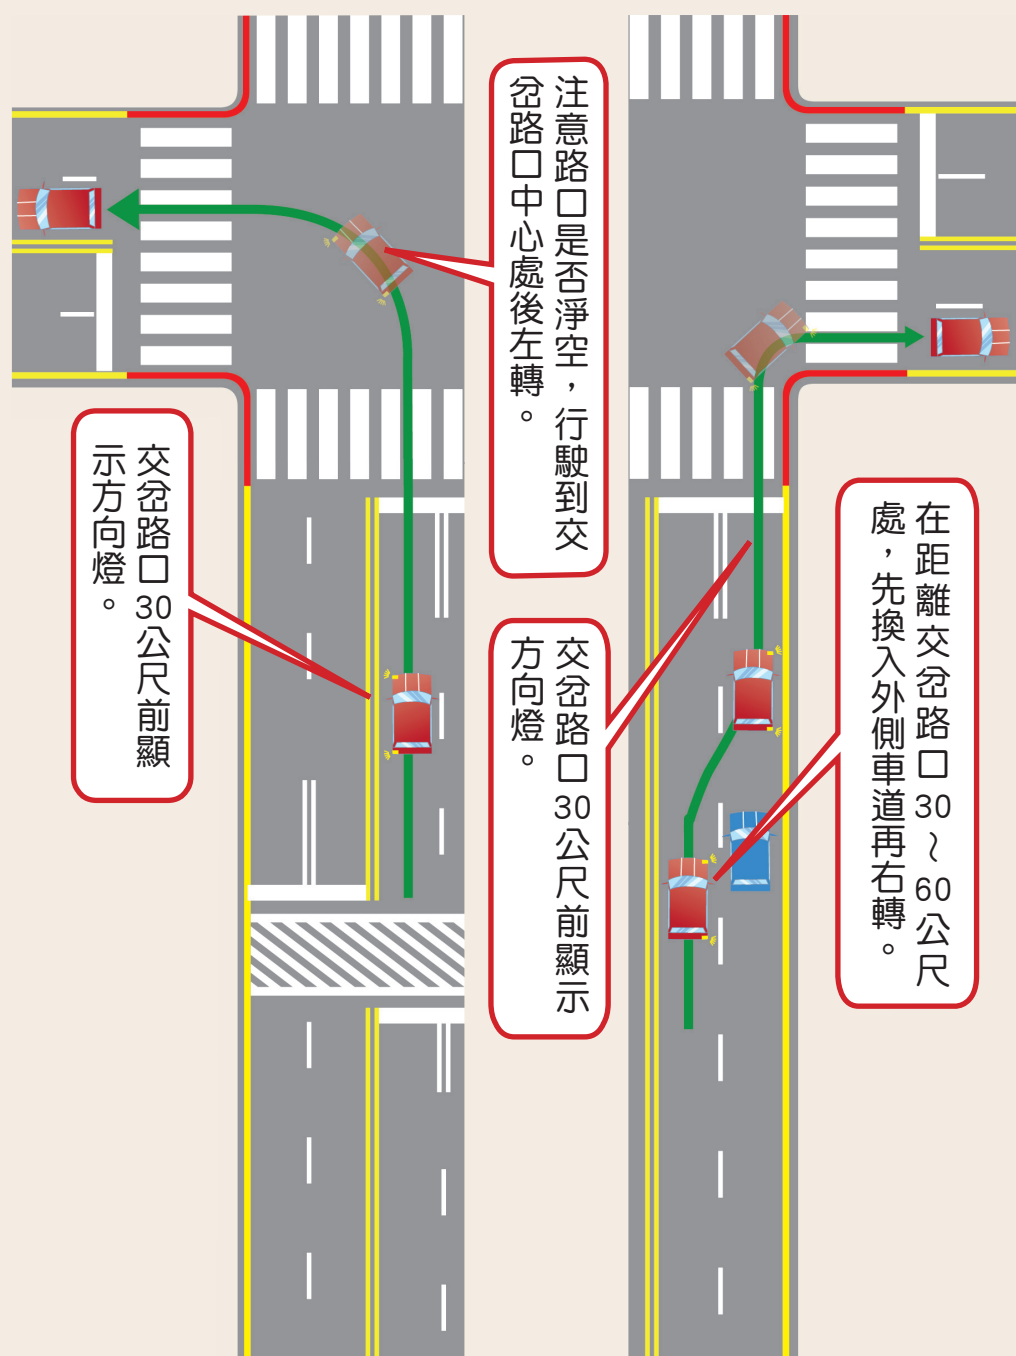 在距離交岔路口30～60公尺
處，先換入外側車道再右轉。
交岔路口30公尺前顯示
方向燈。
注意路口是否淨空，行駛到交
岔路口中心處後左轉。
交岔路口30公尺前顯
示方向燈。